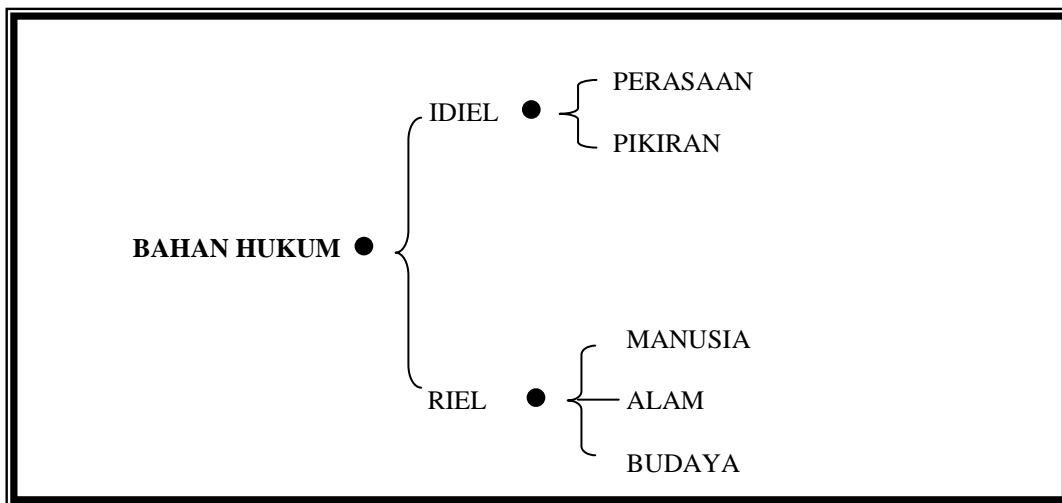 PERASAAN
IDIEL
PIKIRAN
BAHAN HUKUM
MANUSIA
RIEL
ALAM
BUDAYA